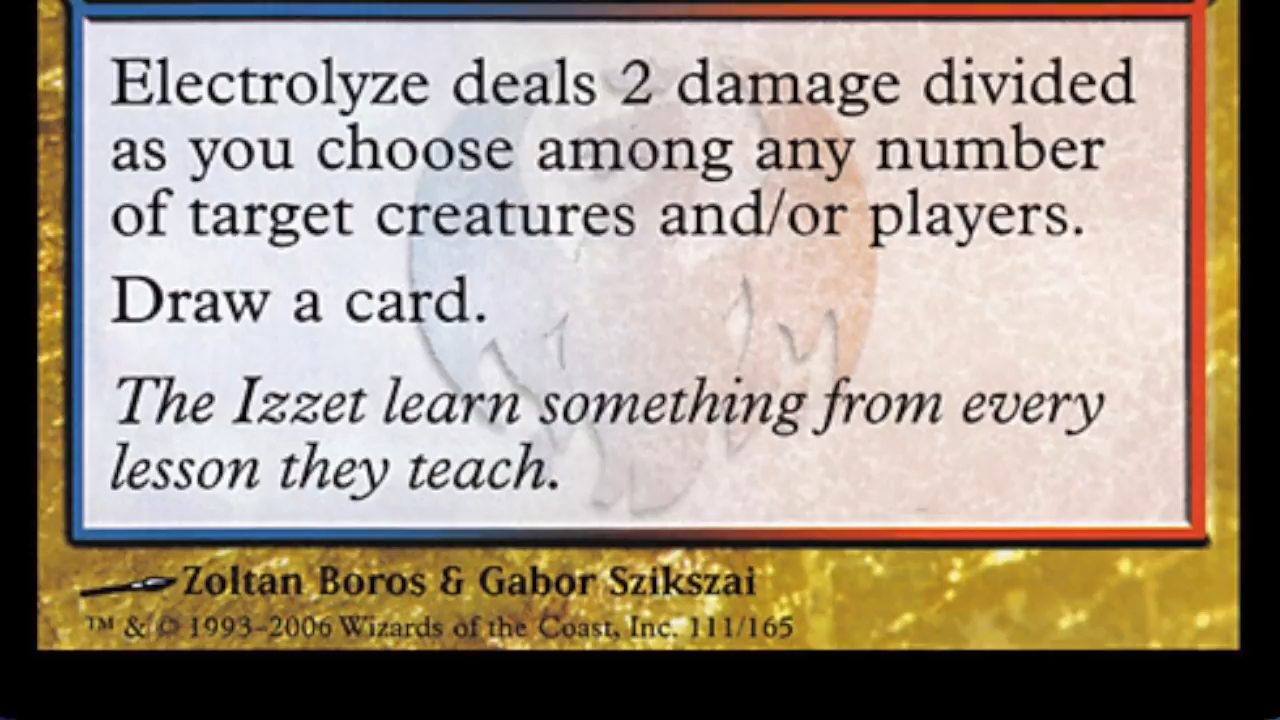 Electrolyze deals 2 damage divided
as you choose among any number
of target creatures and/or players.
Draw a card.
The Izzet learn something from every
lesson they teach.
Zoltan Boros & Gabor Szikszai
™ & © 1993–2006 Wizards of the Coast, Inc. 111/165